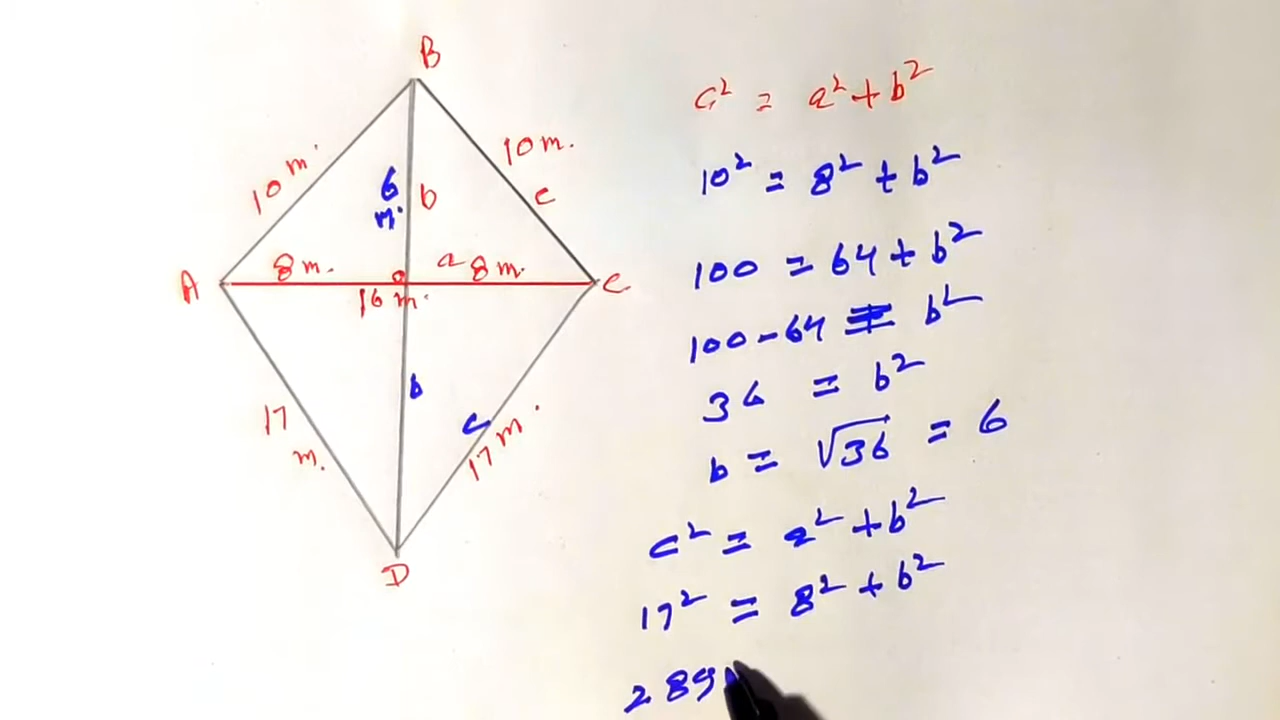 B
10 m.
10 m.
6 m.
b
c
A
8 m.
o
a 8 m.
C
16 m.
b
17 m.
c
17 m.
D
c² = a² + b²
10² = 8² + b²
100 = 64 + b²
100 - 64 = b²
36 = b²
b = √36 = 6
c² = a² + b²
17² = 8² + b²
289